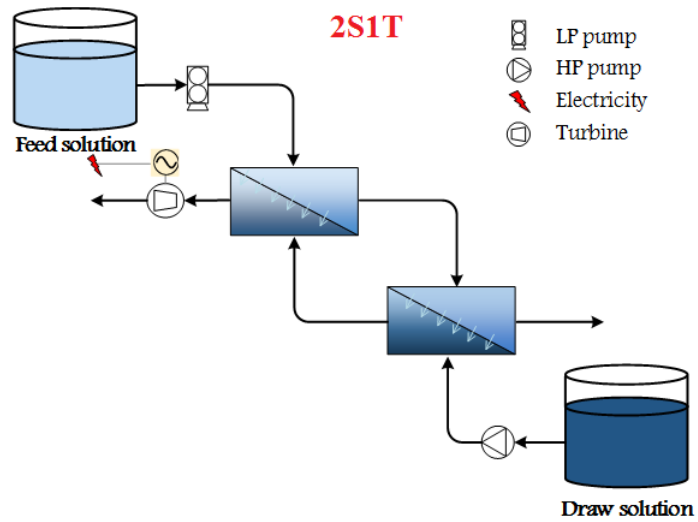 2S1T
LP pump
HP pump
Electricity
Turbine
Feed solution
Draw solution